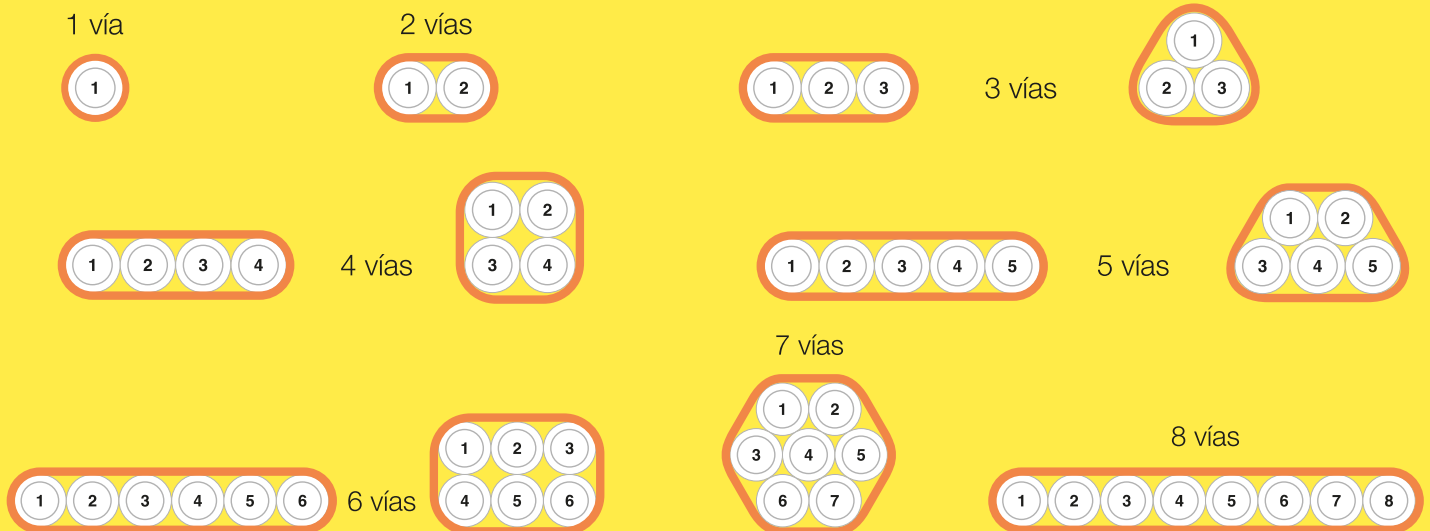 1 vía
1
2 vías
1 2
1 2 3
3 vías
1
2 3
1 2 3 4
4 vías
1 2
3 4
1 2 3 4 5
5 vías
1 2
3 4 5
1 2 3 4 5 6
6 vías
1 2 3
4 5 6
7 vías
1 2
3 4 5
6 7
8 vías
1 2 3 4 5 6 7 8